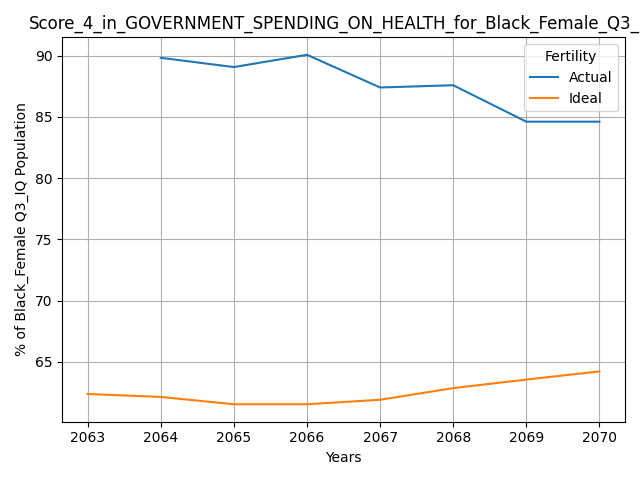 Score_4_in_GOVERNMENT_SPENDING_ON_HEALTH_for_Black_Female_Q3_
Fertility
Actual
Ideal
% of Black_Female Q3_IQ Population
90
85
80
75
70
65
2063 2064 2065 2066 2067 2068 2069 2070
Years